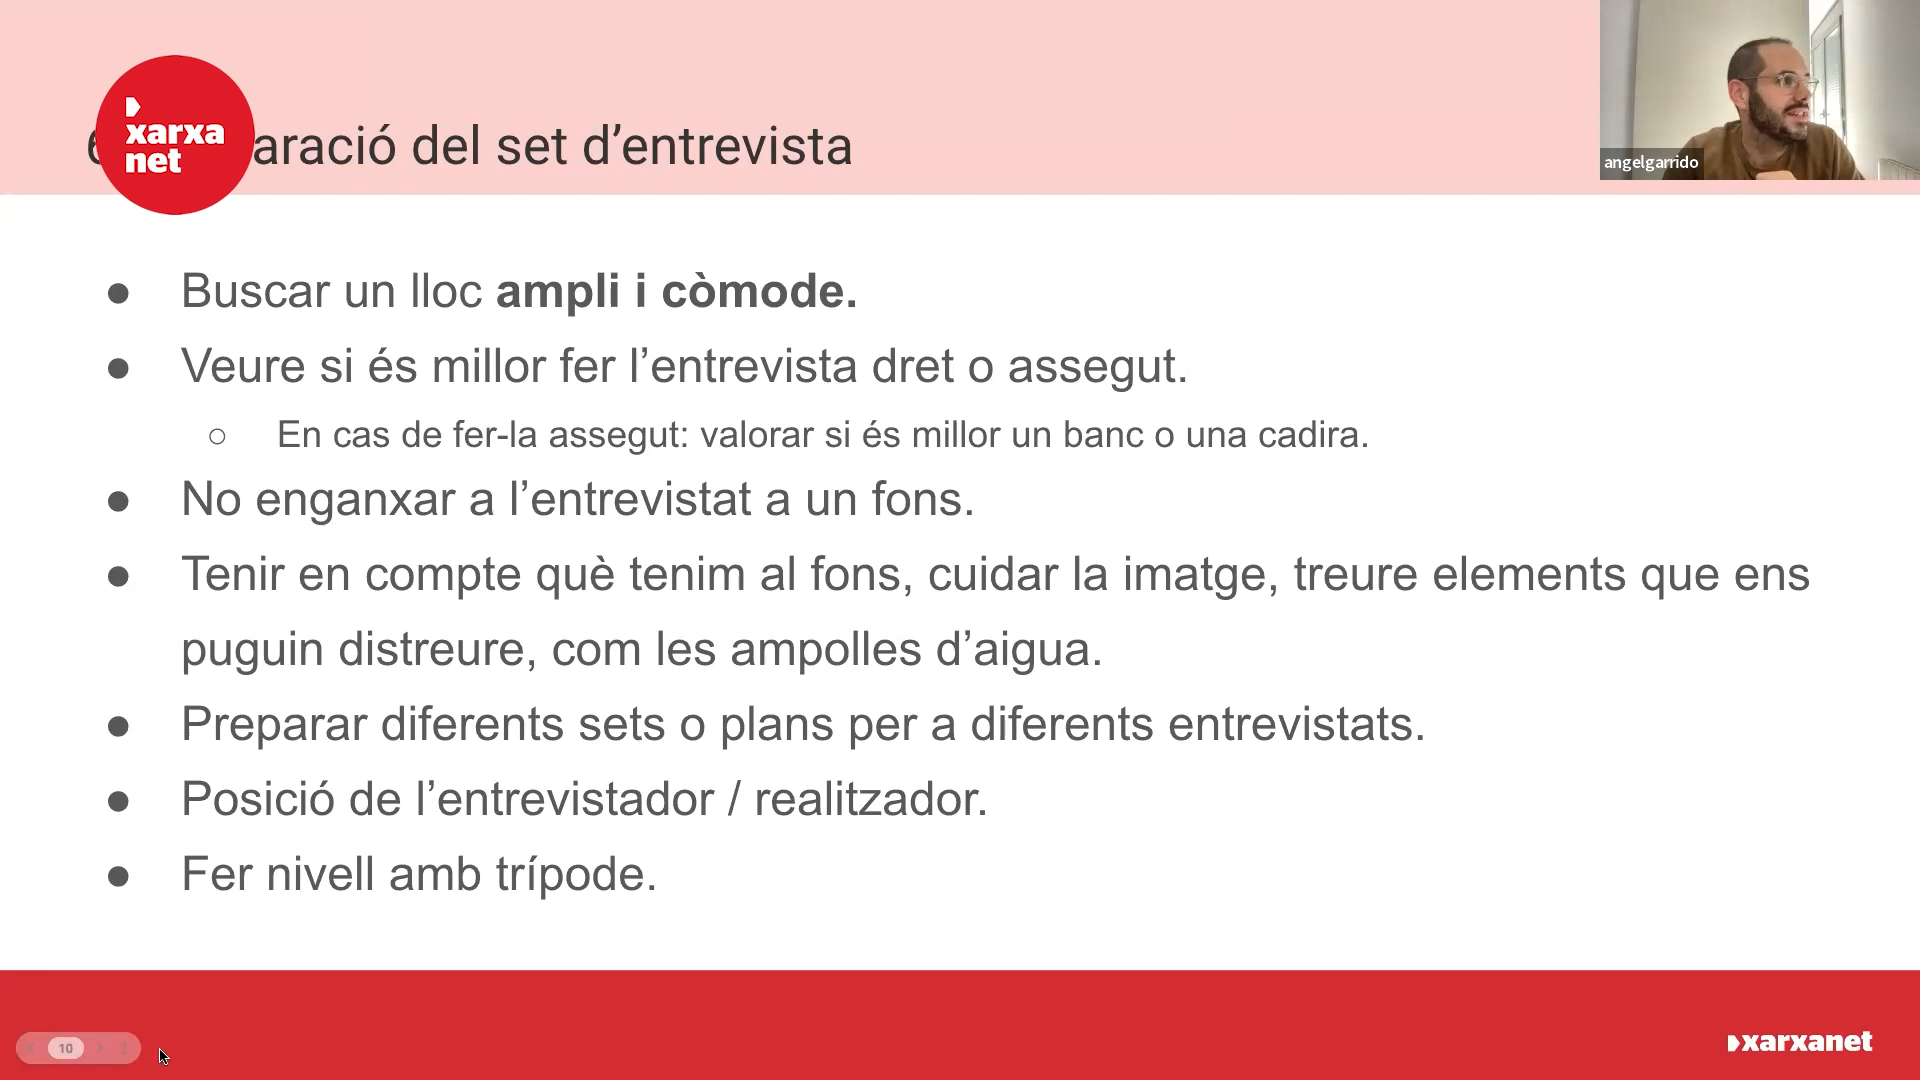 xarxa
net
aració del set d’entrevista
angelgarrido
● Buscar un lloc ampli i còmode.
● Veure si és millor fer l’entrevista dret o assegut.
○ En cas de fer-la assegut: valorar si és millor un banc o una cadira.
● No enganxar a l’entrevistat a un fons.
● Tenir en compte què tenim al fons, cuidar la imatge, treure elements que ens
puguin distreure, com les ampolles d’aigua.
● Preparar diferents sets o plans per a diferents entrevistats.
● Posició de l’entrevistador / realitzador.
● Fer nivell amb trípode.
10
xarxanet